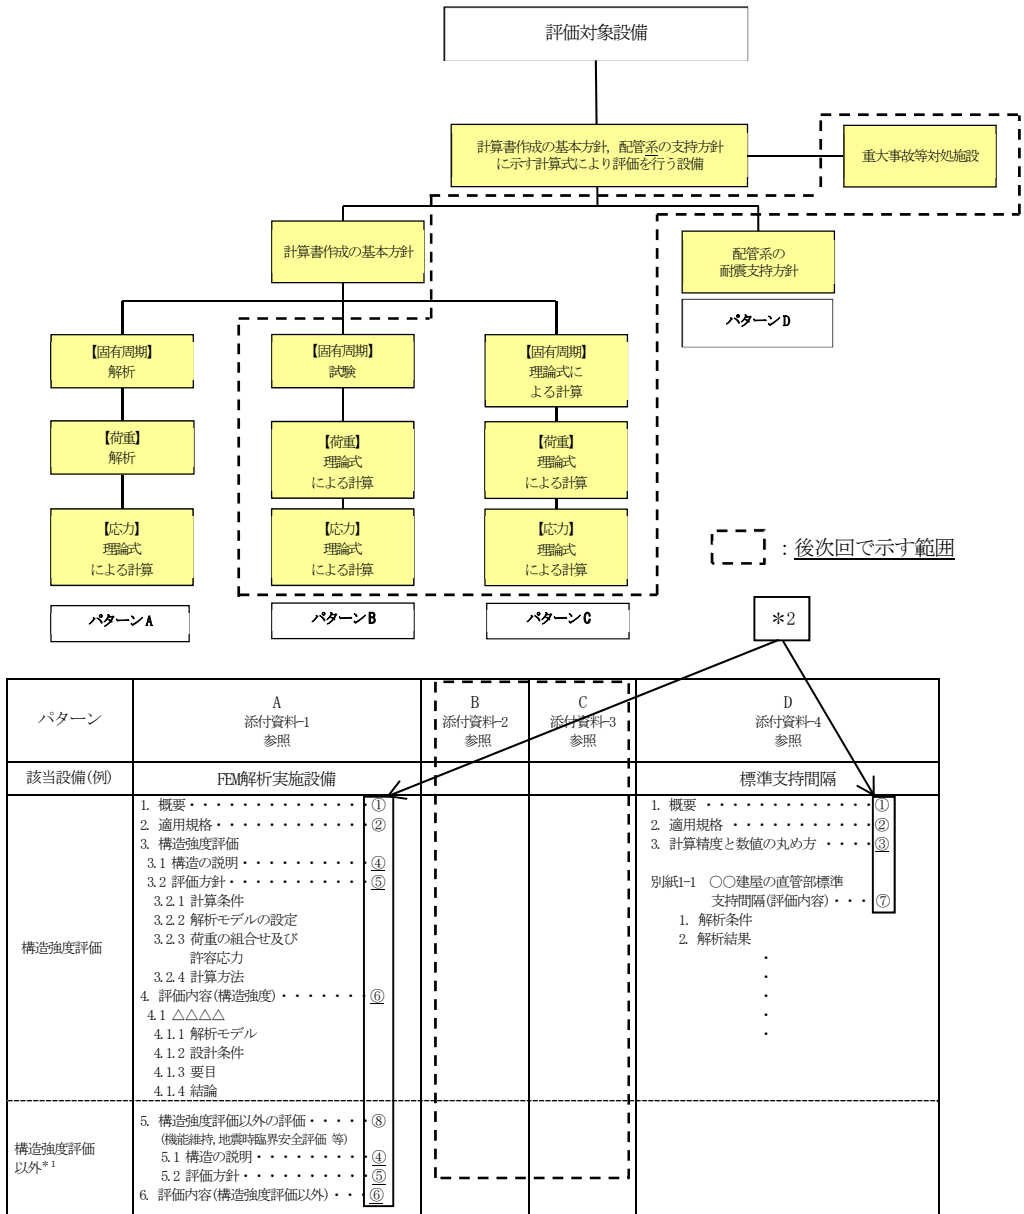 評価対象設備
計算書作成の基本方針，配管系の支持方針
に示す計算式により評価を行う設備
重大事故等対処施設
計算書作成の基本方針
配管系の
耐震支持方針
パターンD
【固有周期】
解析
【固有周期】
試験
【固有周期】
理論式に
よる計算
【荷重】
解析
【荷重】
理論式
による計算
【荷重】
理論式
による計算
【応力】
理論式
による計算
【応力】
理論式
による計算
【応力】
理論式
による計算
：後次回で示す範囲
パターンA
パターンB
パターンC
＊2
パターン
A
添付資料-1
参照
B
添付資料-2
参照
C
添付資料-3
参照
D
添付資料-4
参照
該当設備(例)
FEM解析実施設備
標準支持間隔
構造強度評価
1. 概要・・・・・・・・・・・・・①
2. 適用規格・・・・・・・・・・・②
3. 構造強度評価
3.1 構造の説明・・・・・・・・・④
3.2 評価方針・・・・・・・・・・⑤
3.2.1 計算条件
3.2.2 解析モデルの設定
3.2.3 荷重の組合せ及び
許容応力
3.2.4 計算方法
4. 評価内容(構造強度)・・・・・・⑥
4.1 △△△△
4.1.1 解析モデル
4.1.2 設計条件
4.1.3 要目
4.1.4 結論
1. 概要 ・・・・・・・・・・・・①
2. 適用規格 ・・・・・・・・・・②
3. 計算精度と数値の丸め方 ・・・・③
別紙1-1 ○○建屋の直管部標準
支持間隔(評価内容)・・・⑦
1. 解析条件
2. 解析結果
・
・
・
・
・
構造強度評価
以外*1
5. 構造強度評価以外の評価・・・・・⑧
(機能維持,地震時臨界安全評価 等)
5.1 構造の説明・・・・・・・・・④
5.2 評価方針・・・・・・・・・・⑤
6. 評価内容(構造強度評価以外)・・・⑥